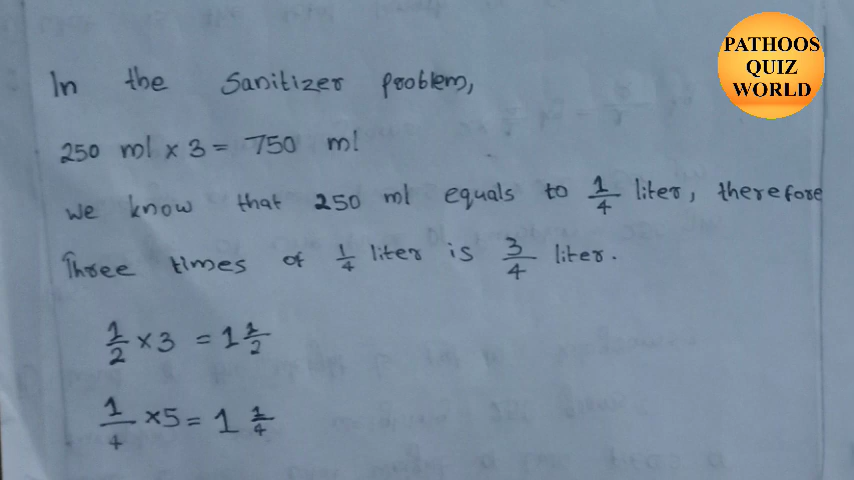 PATHOOS
QUIZ
WORLD
In the Sanitizer problem,
250 ml x 3 = 750 ml
we know that 250 ml equals to 1/4 liter, therefore
Three times of 1/4 liter is 3/4 liter.
1/2 x 3 = 1 1/2
1/4 x 5 = 1 1/4